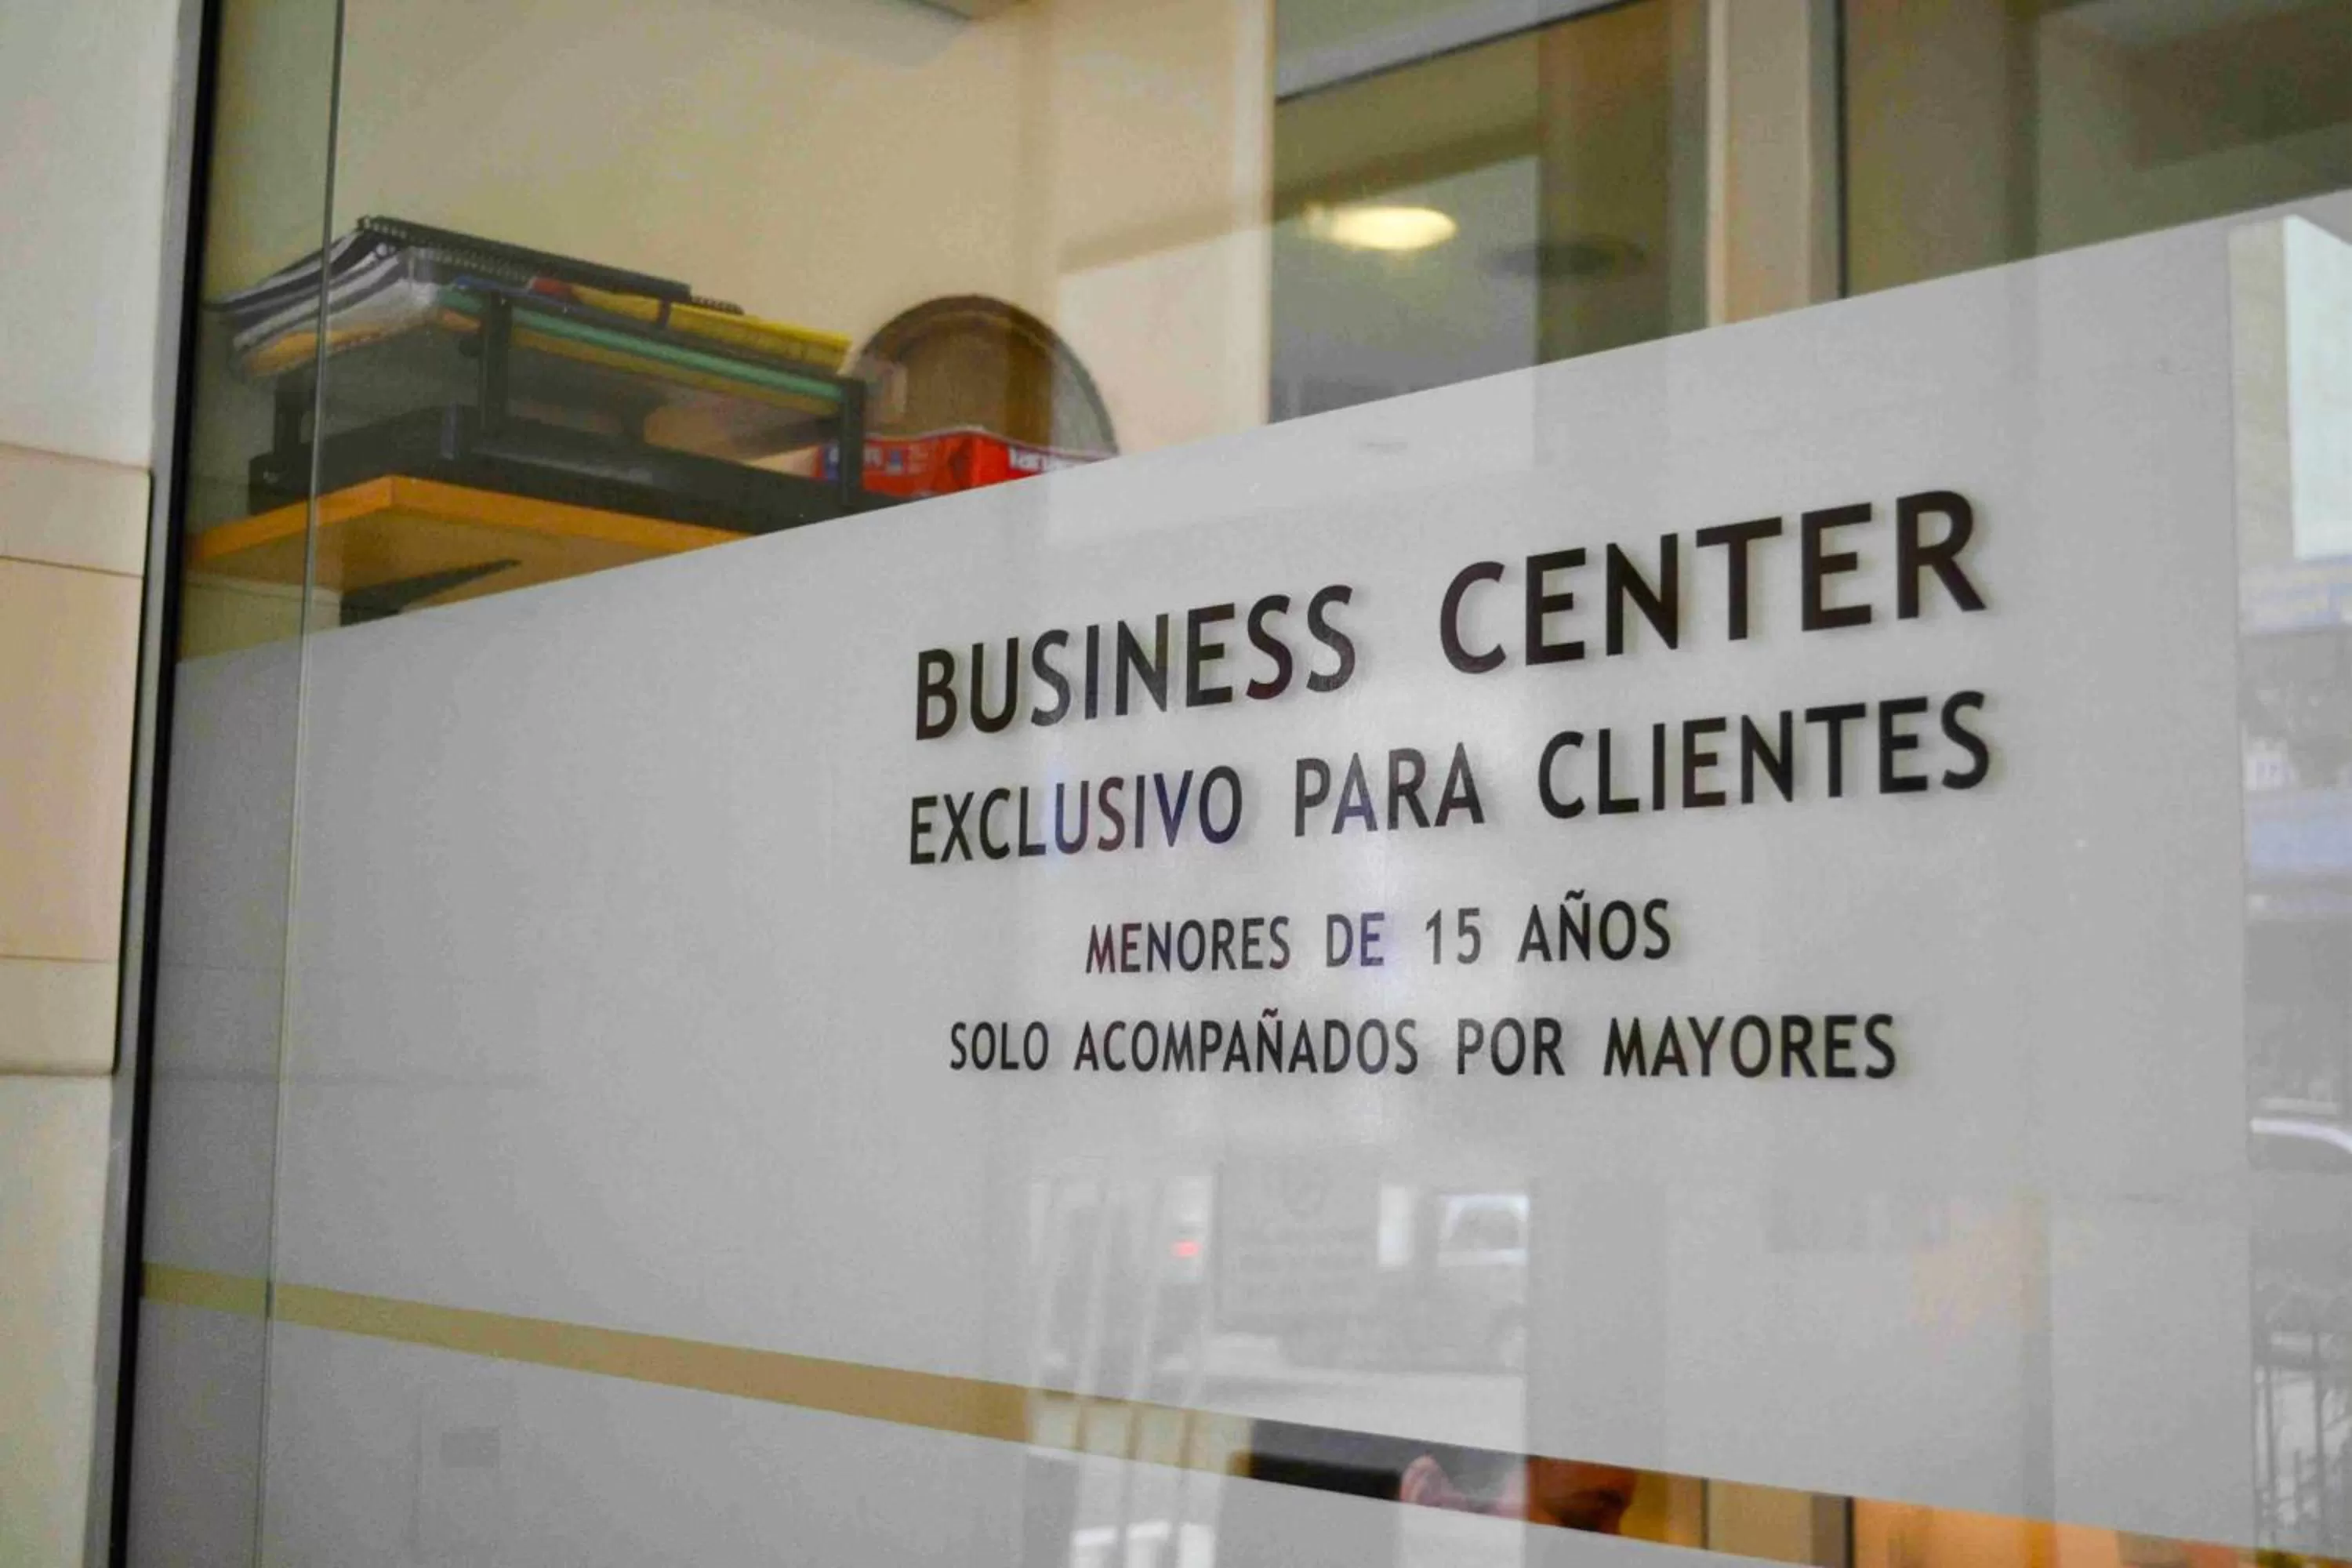 BUSINESS CENTER
EXCLUSIVO PARA CLIENTES
MENORES DE 15 AÑOS
SOLO ACOMPAÑADOS POR MAYORES